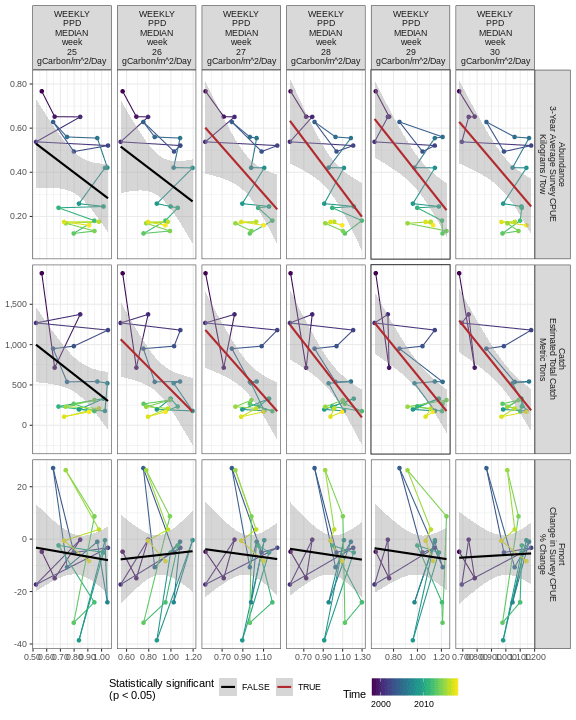 WEEKLY WEEKLY WEEKLY WEEKLY WEEKLY WEEKLY
PPD PPD PPD PPD PPD PPD
MEDIAN MEDIAN MEDIAN MEDIAN MEDIAN MEDIAN
week week week week week week
25 26 27 28 29 30
gCarbon/m^2/Day gCarbon/m^2/Day gCarbon/m^2/Day gCarbon/m^2/Day gCarbon/m^2/Day gCarbon/m^2/Day
0.80
0.60
0.40
0.20
Abundance
3-Year Average Survey CPUE
Kilograms/Tow
1,500
1,000
500
0
Catch
Estimated Total Catch
Metric Tons
20
0
-20
-40
Fmort
Change in Survey CPUE
% Change
0.50 0.60 0.70 0.80 0.90 1.00 0.80 1.00 1.20 0.70 0.90 1.10 0.70 0.90 1.10 1.30 0.80 1.00 1.20 0.70 0.80 0.90 1.00 1.10 1.20
Statistically significant
(p < 0.05)
FALSE TRUE
Time
2000 2010